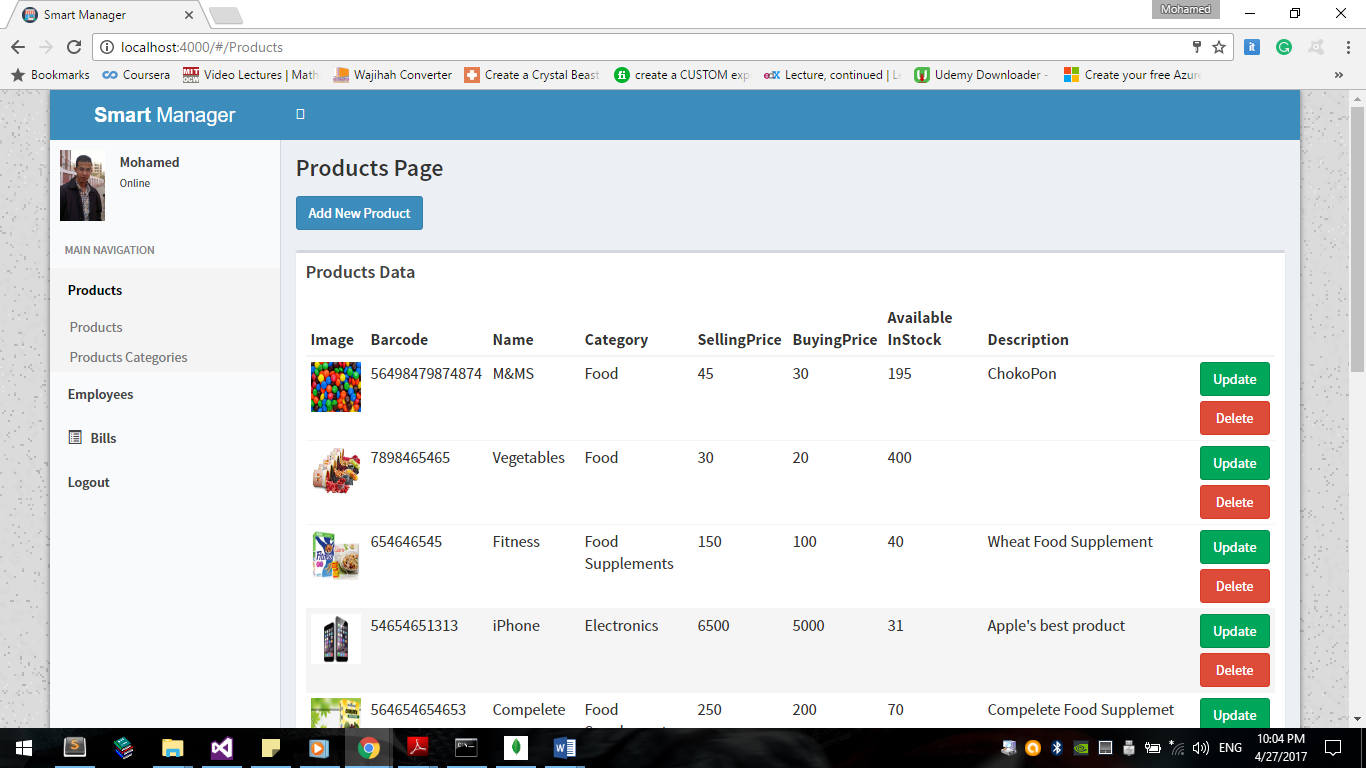 Smart Manager
Mohamed
localhost:4000/#/Products
Bookmarks
Coursera
Video Lectures | Math
Wajihah Converter
Create a Crystal Beast
create a CUSTOM exp
Lecture, continued | Le
Udemy Downloader -
Create your free Azure
Smart Manager
Mohamed
Online
MAIN NAVIGATION
Products
Products
Products Categories
Employees
Bills
Logout
Products Page
Add New Product
Products Data
Image Barcode Name Category SellingPrice BuyingPrice Available InStock Description
56498479874874 M&MS Food 45 30 195 ChokoPon
Update
Delete
7898465465 Vegetables Food 30 20 400
Update
Delete
654646545 Fitness Food Supplements 150 100 40 Wheat Food Supplement
Update
Delete
54654651313 iPhone Electronics 6500 5000 31 Apple's best product
Update
Delete
564654654653 Compelete Food 250 200 70 Compelete Food Supplemet
Update
ENG
10:04 PM
4/27/2017